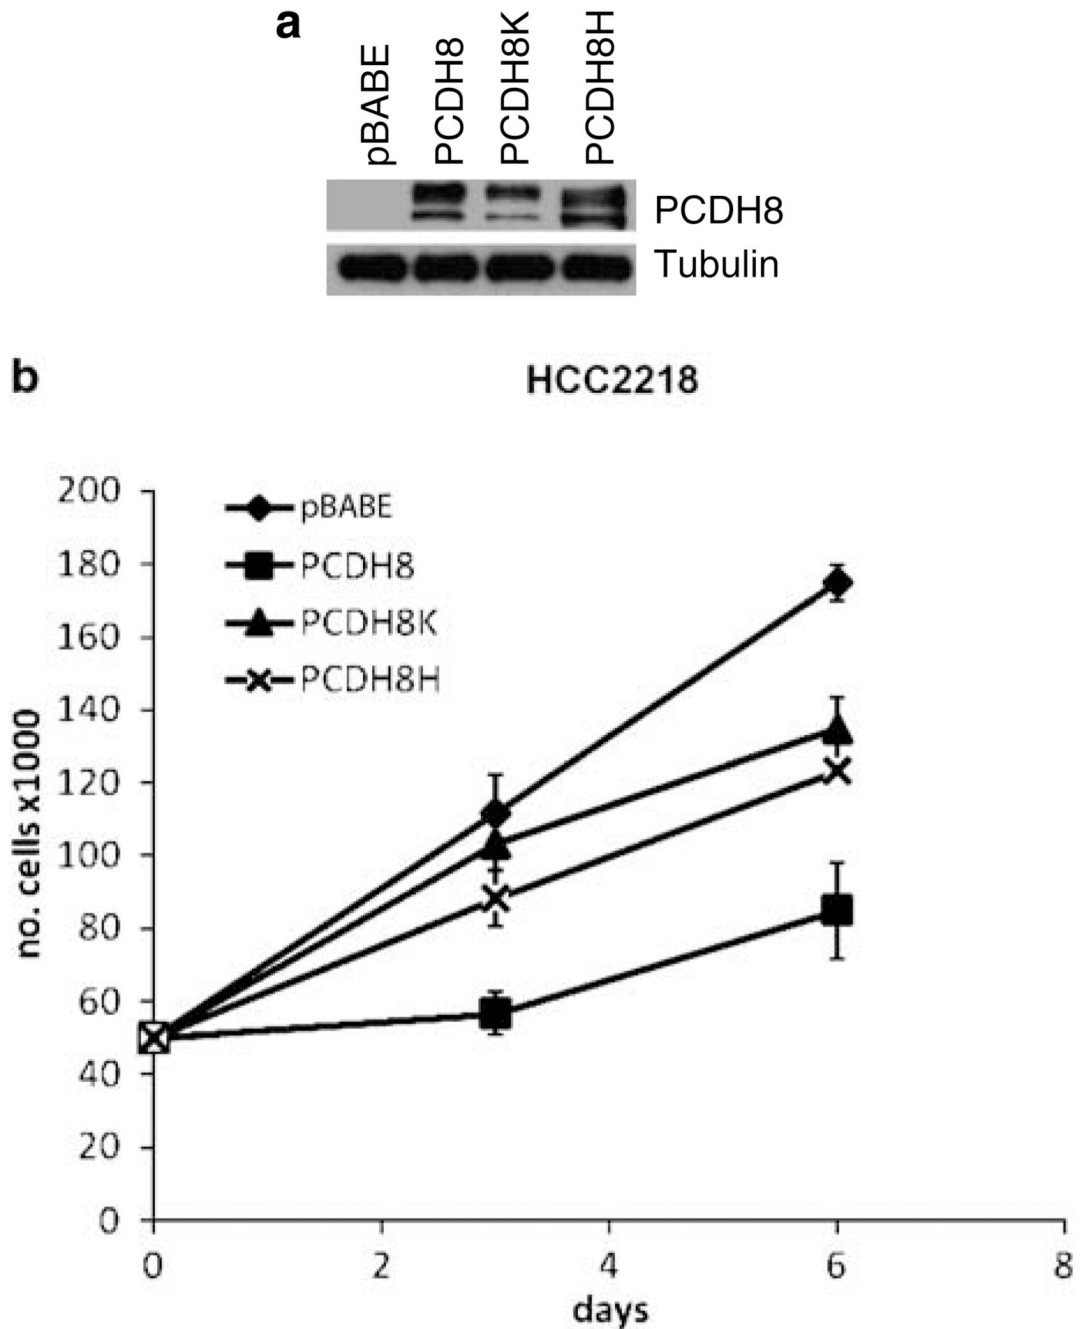 a
pBABE
PCDH8
PCDH8K
PCDH8H
PCDH8
Tubulin
b
HCC2218
200
180
160
140
120
100
80
60
40
20
0
no. cells x1000
pBABE
PCDH8
PCDH8K
PCDH8H
0 2 4 6 8
days